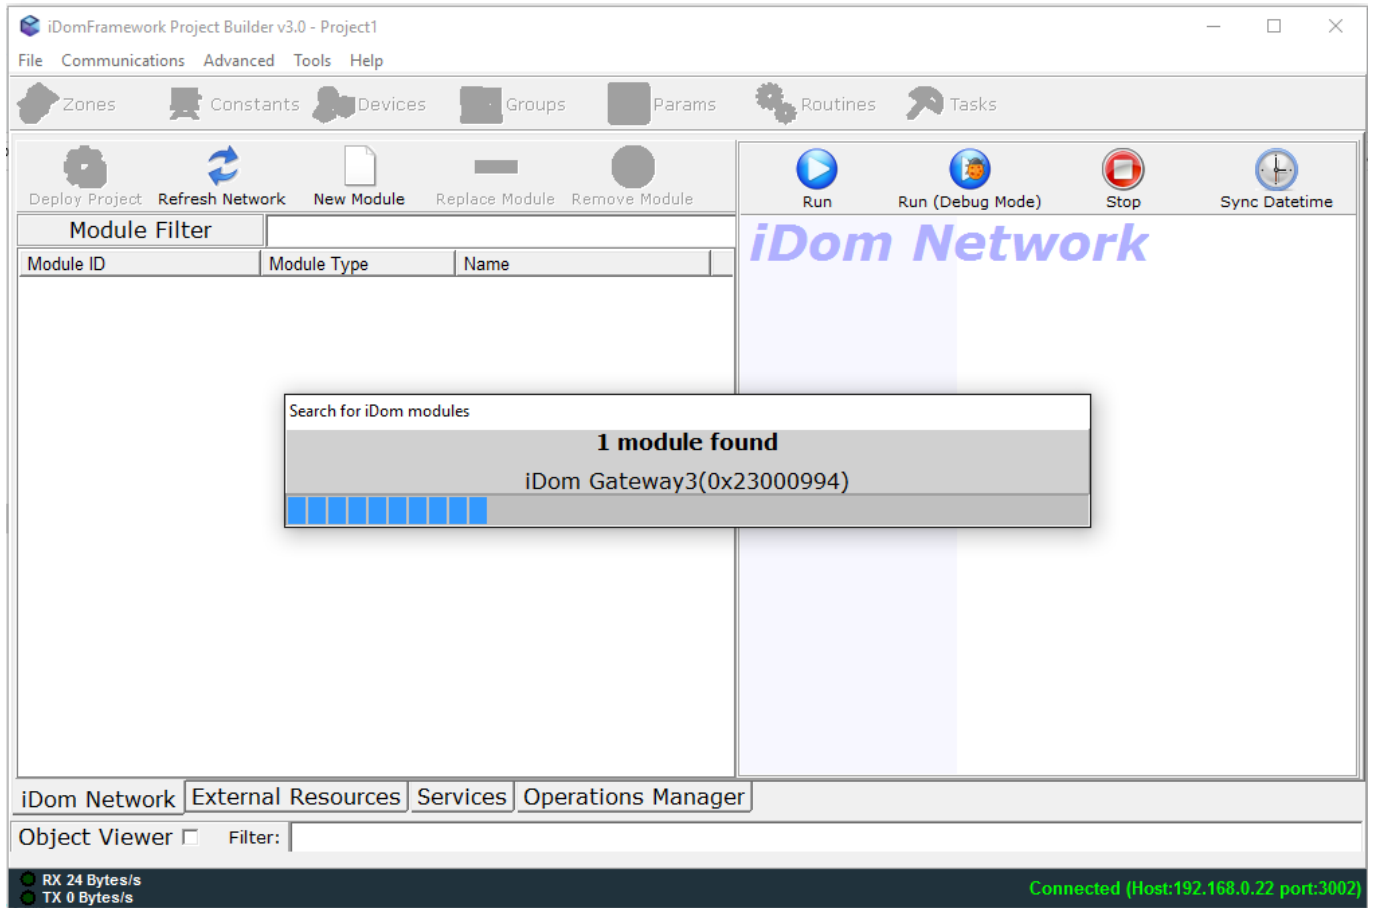 iDomFramework Project Builder v3.0 - Project1
File Communications Advanced Tools Help
Zones Constants Devices Groups Params Routines Tasks
Deploy Project Refresh Network New Module Replace Module Remove Module Run Run (Debug Mode) Stop Sync Datetime
Module Filter
iDom Network
Module ID Module Type Name
Search for iDom modules
1 module found
iDom Gateway3(0x23000994)
iDom Network External Resources Services Operations Manager
Object Viewer Filter:
RX 24 Bytes/s
TX 0 Bytes/s
Connected (Host:192.168.0.22 port:3002)